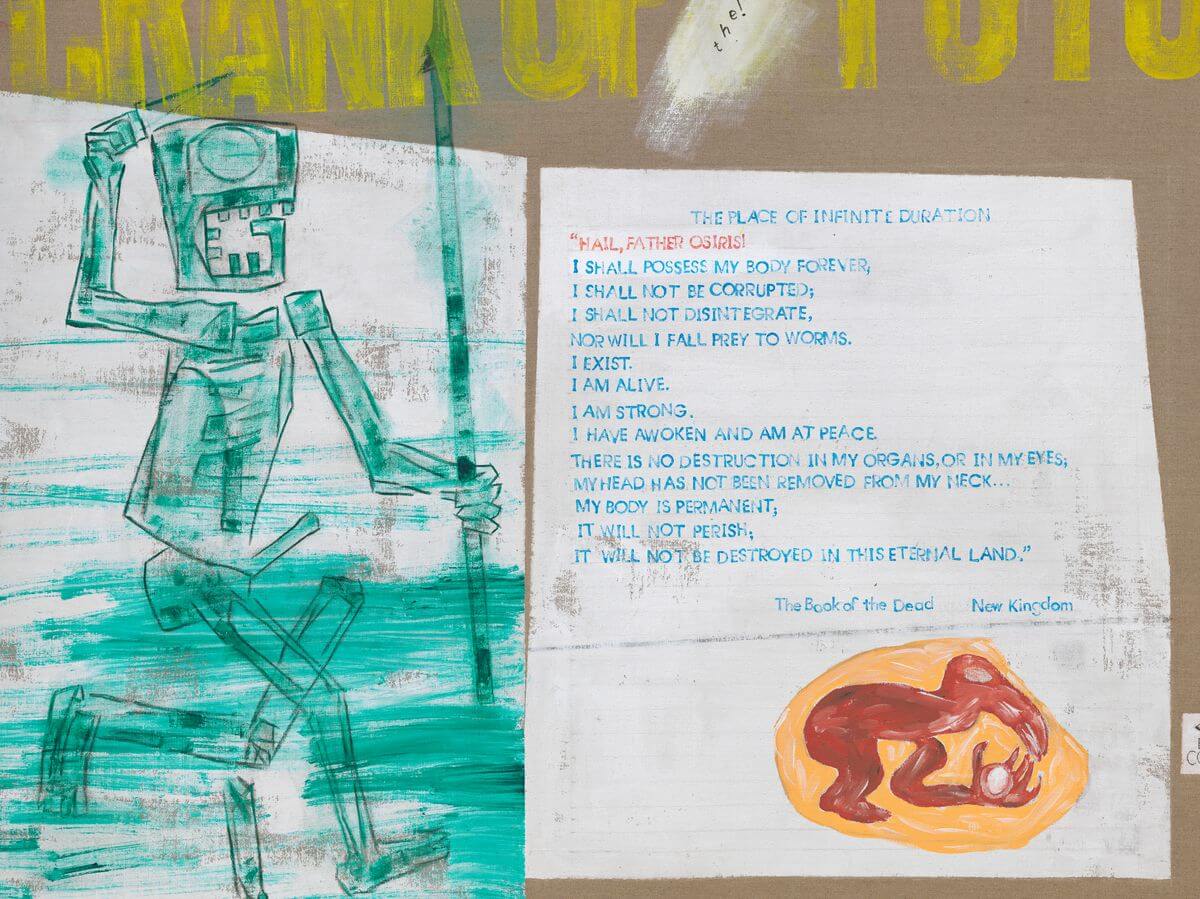 the!
THE PLACE OF INFINITE DURATION
"HAIL, FATHER OSIRIS!
I SHALL POSSESS MY BODY FOREVER,
I SHALL NOT BE CORRUPTED;
I SHALL NOT DISINTEGRATE,
NOR WILL I FALL PREY TO WORMS.
I EXIST.
I AM ALIVE.
I AM STRONG.
I HAVE AWOKEN AND AM AT PEACE.
THERE IS NO DESTRUCTION IN MY ORGANS, OR IN MY EYES;
MY HEAD HAS NOT BEEN REMOVED FROM MY NECK...
MY BODY IS PERMANENT;
IT WILL NOT PERISH;
IT WILL NOT BE DESTROYED IN THIS ETERNAL LAND."
The Book of the Dead New Kingdom